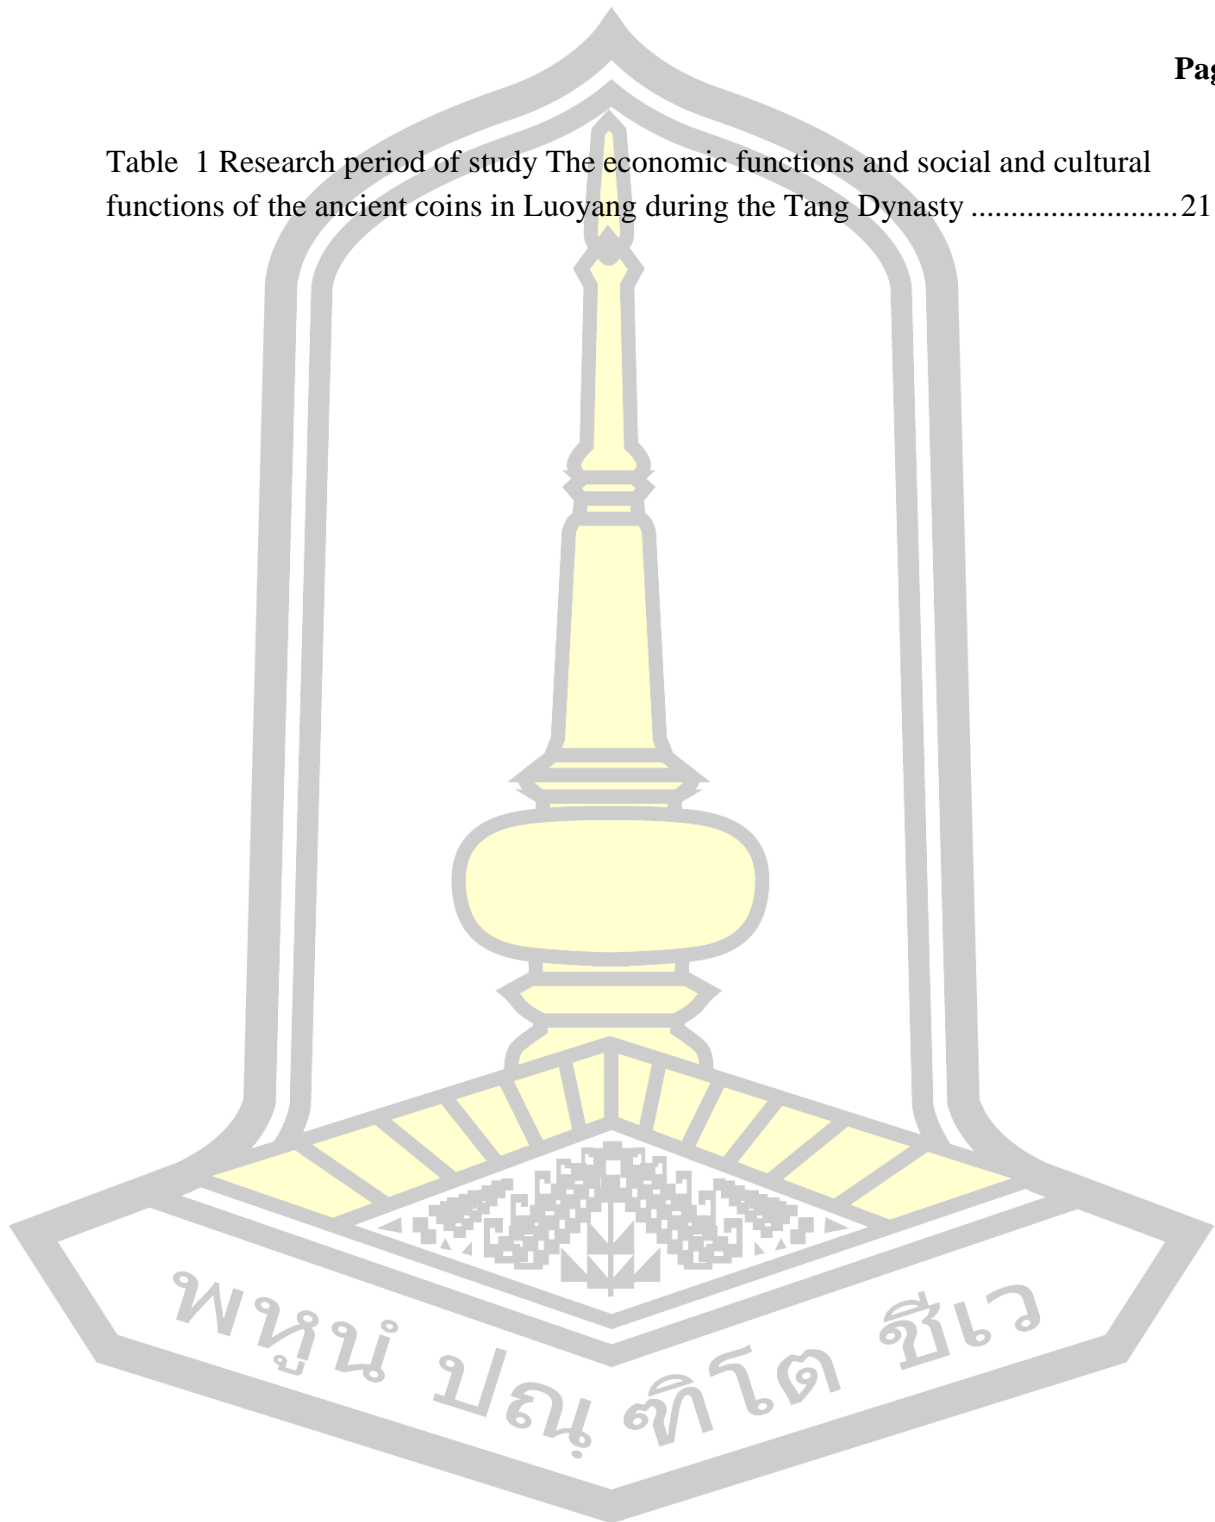 Pag
Table 1 Research period of study The economic functions and social and cultural
functions of the ancient coins in Luoyang during the Tang Dynasty ..........................21
พหูนํ ปณฺฑิโต ชีเว